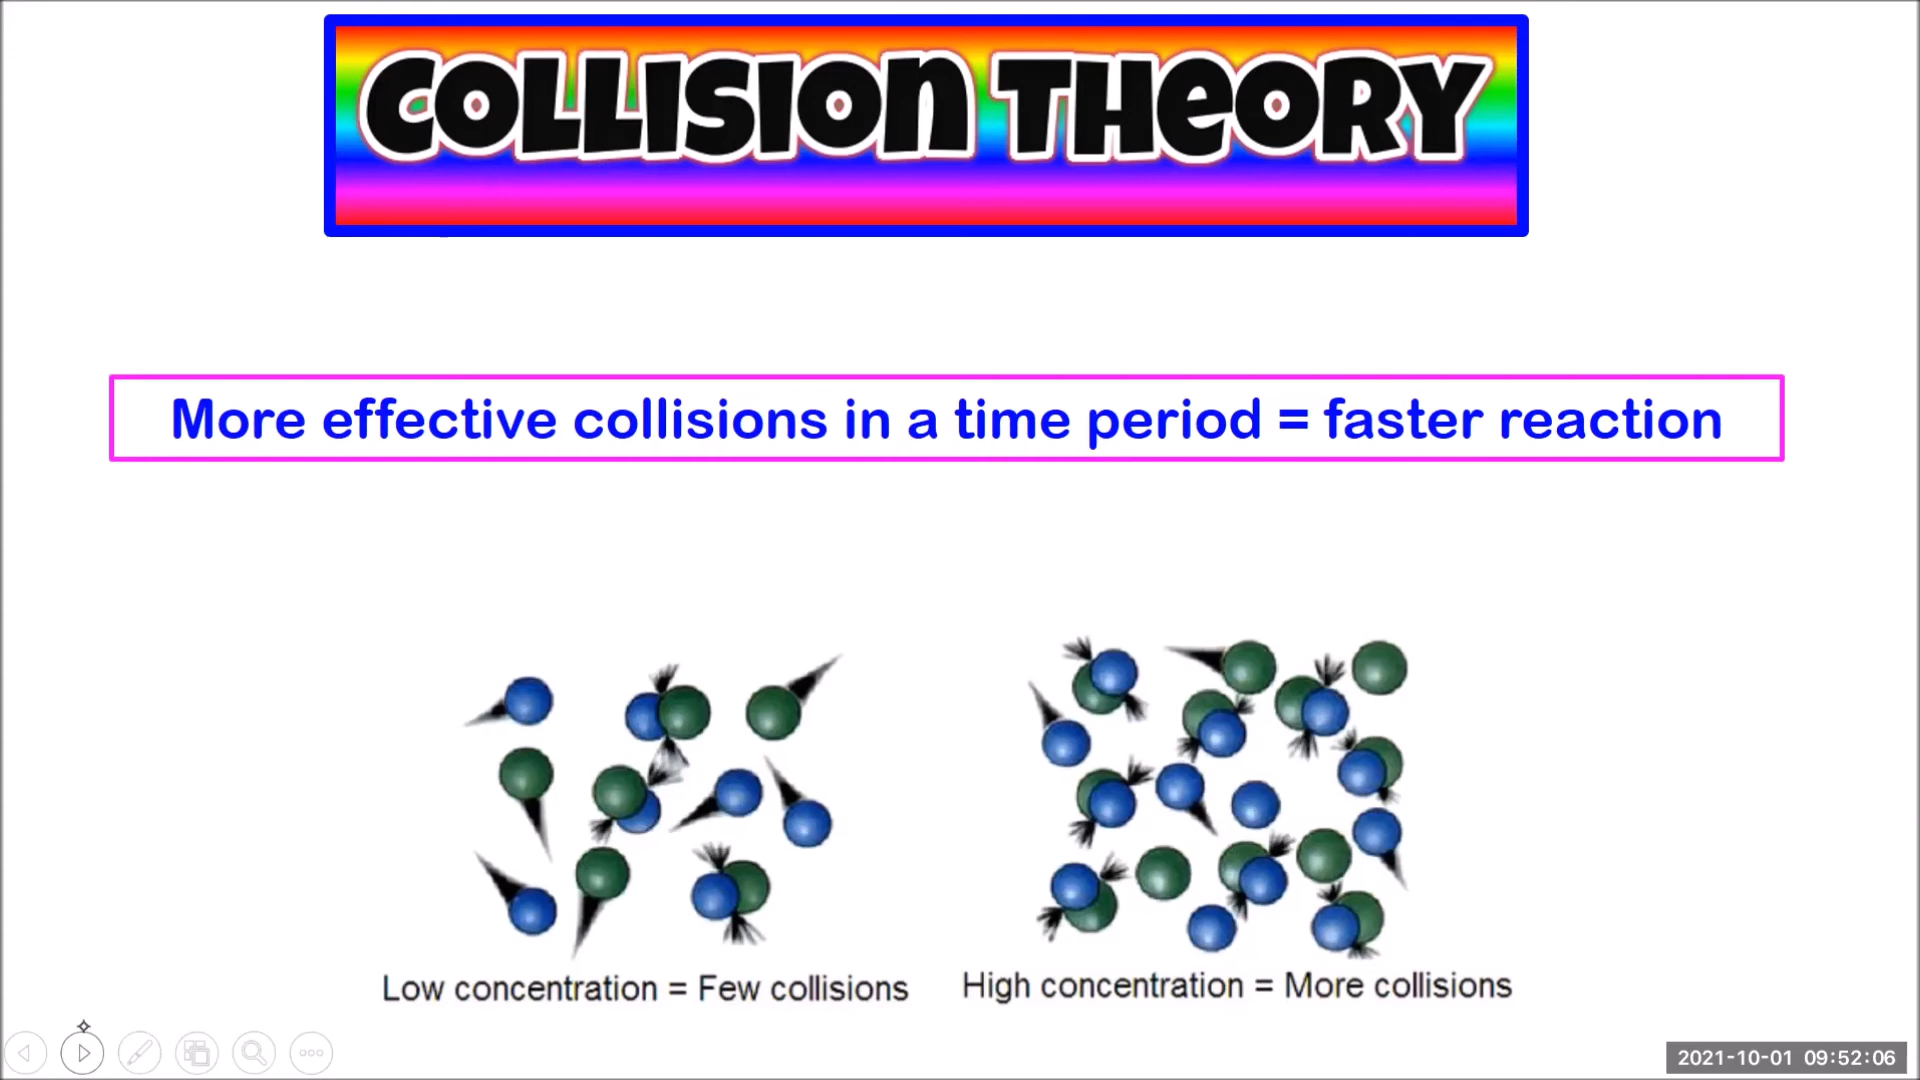 COLLISION THEORY
More effective collisions in a time period = faster reaction
Low concentration = Few collisions
High concentration = More collisions
2021-10-01 09:52:06